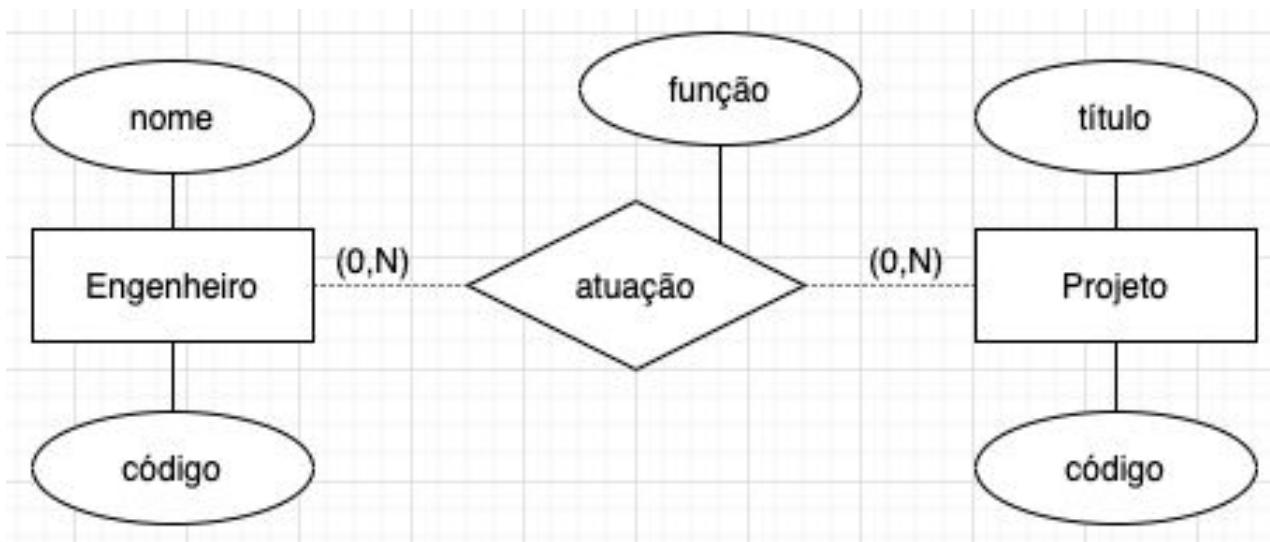 nome
função
título
Engenheiro
(0,N)
atuação
(0,N)
Projeto
código
código